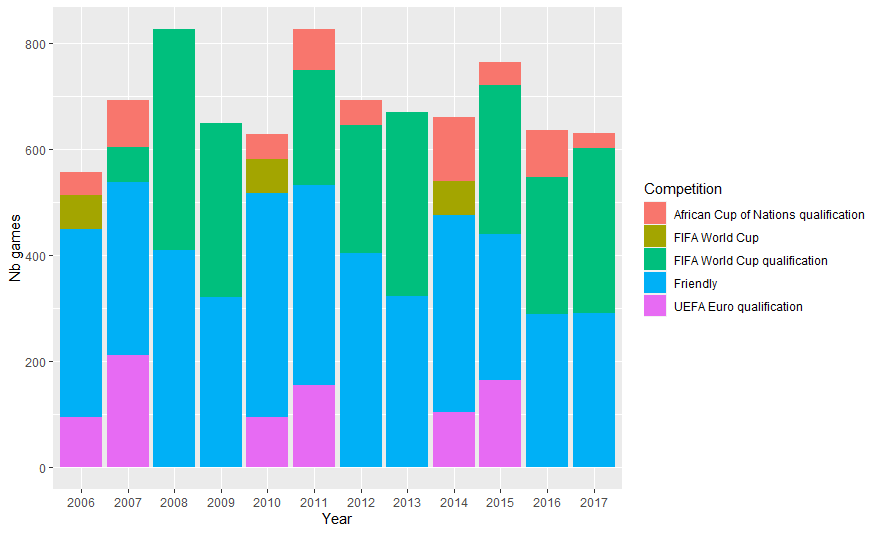 800
600
400
200
0
Nb games
2006 2007 2008 2009 2010 2011 2012 2013 2014 2015 2016 2017
Year
Competition
African Cup of Nations qualification
FIFA World Cup
FIFA World Cup qualification
Friendly
UEFA Euro qualification